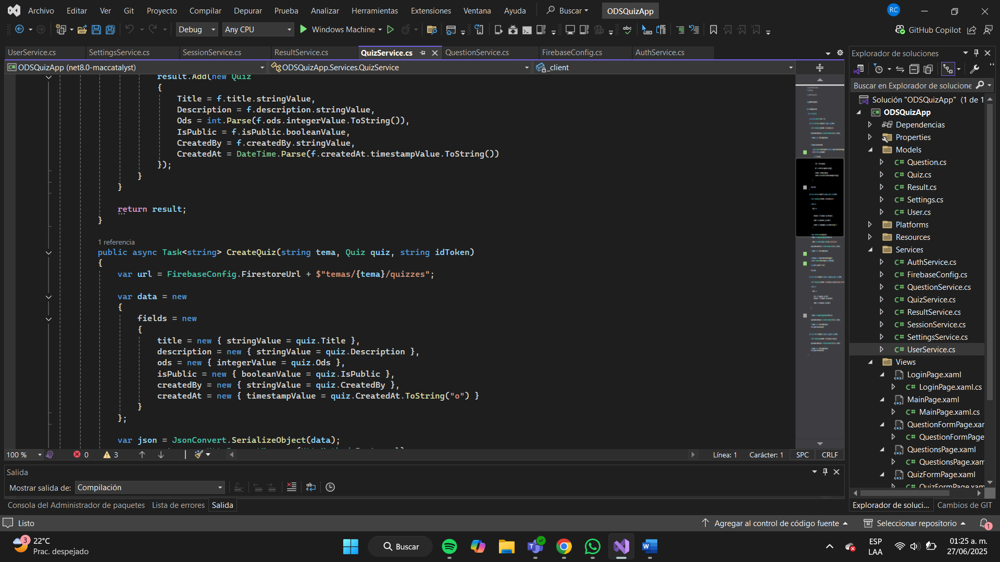 Archivo Editar Ver Git Proyecto Compilar Depurar Prueba Analizar Herramientas Extensiones Ventana Ayuda Buscar ODSQuizApp RC
Debug Any CPU Windows Machine abc GitHub Copilot
UserService.cs SettingsService.cs SessionService.cs ResultService.cs QuizService.cs QuestionService.cs FirebaseConfig.cs AuthService.cs
ODSQuizApp (net8.0-maccatalyst) ODSQuizApp.Services.QuizService _client
result.Add(new Quiz
{
Title = f.title.stringValue,
Description = f.description.stringValue,
Ods = int.Parse(f.ods.integerValue.ToString()),
IsPublic = f.isPublic.booleanValue,
CreatedBy = f.createdBy.stringValue,
CreatedAt = DateTime.Parse(f.createdAt.timestampValue.ToString())
});
}
}
return result;
}
1 referencia
public async Task<string> CreateQuiz(string tema, Quiz quiz, string idToken)
{
var url = FirebaseConfig.FirestoreUrl + $"temas/{tema}/quizzes";
var data = new
{
fields = new
{
title = new { stringValue = quiz.Title },
description = new { stringValue = quiz.Description },
ods = new { integerValue = quiz.Ods },
isPublic = new { booleanValue = quiz.IsPublic },
createdBy = new { stringValue = quiz.CreatedBy },
createdAt = new { timestampValue = quiz.CreatedAt.ToString("o") }
}
};
var json = JsonConvert.SerializeObject(data);
100 % 0 3 Línea: 1 Carácter: 1 SPC CRLF
Salida
Mostrar salida de: Compilación
Consola del Administrador de paquetes Lista de errores Salida
Explorador de soluciones
Buscar en Explorador de solucione
Solución "ODSQuizApp" (1 de 1
C# ODSQuizApp
Dependencias
Properties
Models
C# Question.cs
C# Quiz.cs
C# Result.cs
C# Settings.cs
C# User.cs
Platforms
Resources
Services
C# AuthService.cs
C# FirebaseConfig.cs
C# QuestionService.cs
C# QuizService.cs
C# ResultService.cs
C# SessionService.cs
C# SettingsService.cs
C# UserService.cs
Views
LoginPage.xaml
C# LoginPage.xaml.cs
MainPage.xaml
C# MainPage.xaml.cs
QuestionFormPage.xar
C# QuestionFormPage
QuestionsPage.xaml
C# QuestionsPage.xam
QuizFormPage.xaml
C# QuizFormPage.xam
Explorador de soluci... Cambios de GIT
Listo Agregar al control de código fuente Seleccionar repositorio 1
3 22°C
Prac. despejado
Buscar
ESP
LAA
01:25 a. m.
27/06/2025